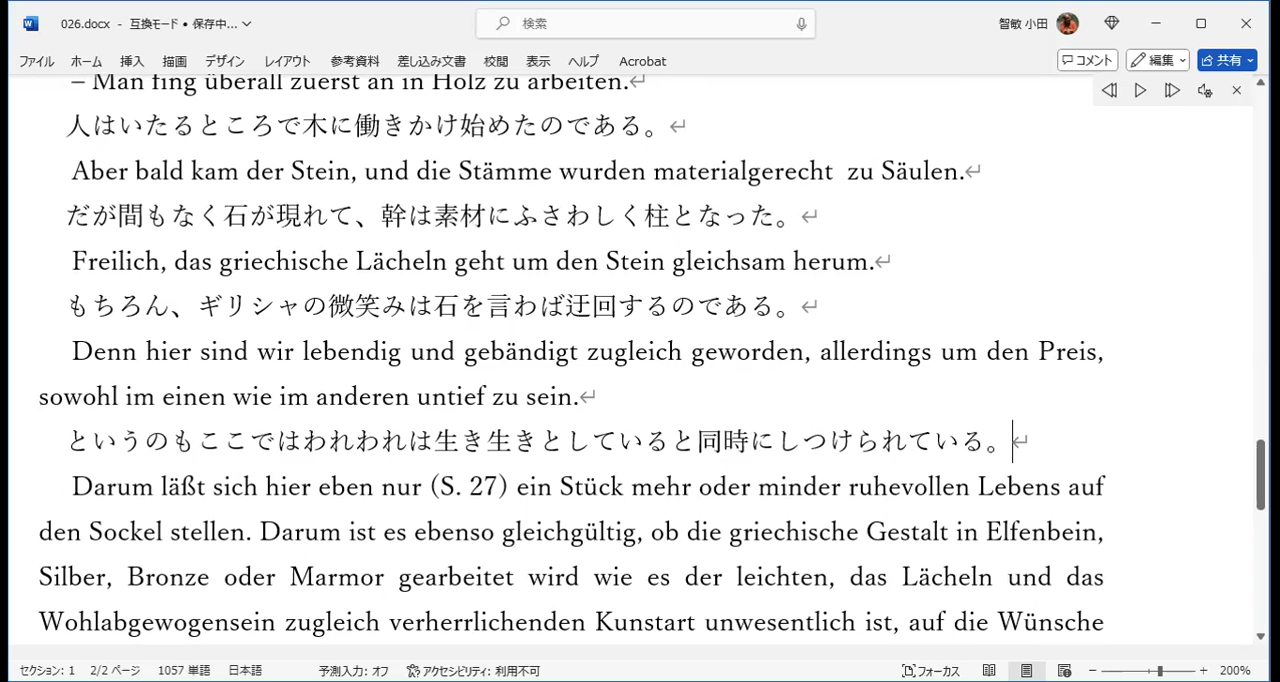 026.docx - 互換モード • 保存中...
検索
智敏 小田
ファイル ホーム 挿入 描画 デザイン レイアウト 参考資料 差し込み文書 校閲 表示 ヘルプ Acrobat
コメント 編集 共有
– Man fing überall zuerst an in Holz zu arbeiten.↵
人はいたるところで木に働きかけ始めたのである。↵
Aber bald kam der Stein, und die Stämme wurden materialgerecht zu Säulen.↵
だが間もなく石が現れて、幹は素材にふさわしく柱となった。↵
Freilich, das griechische Lächeln geht um den Stein gleichsam herum.↵
もちろん、ギリシャの微笑みは石を言わば迂回するのである。↵
Denn hier sind wir lebendig und gebändigt zugleich geworden, allerdings um den Preis,
sowohl im einen wie im anderen untief zu sein.↵
というのもここではわれわれは生き生きとしていると同時にしつけられている。↵
Darum läßt sich hier eben nur (S. 27) ein Stück mehr oder minder ruhevollen Lebens auf
den Sockel stellen. Darum ist es ebenso gleichgültig, ob die griechische Gestalt in Elfenbein,
Silber, Bronze oder Marmor gearbeitet wird wie es der leichten, das Lächeln und das
Wohlabgewogensein zugleich verherrlichenden Kunstart unwesentlich ist, auf die Wünsche
セクション: 1 2/2 ページ 1057 単語 日本語 予測入力: オフ アクセシビリティ: 利用不可 フォーカス 200%